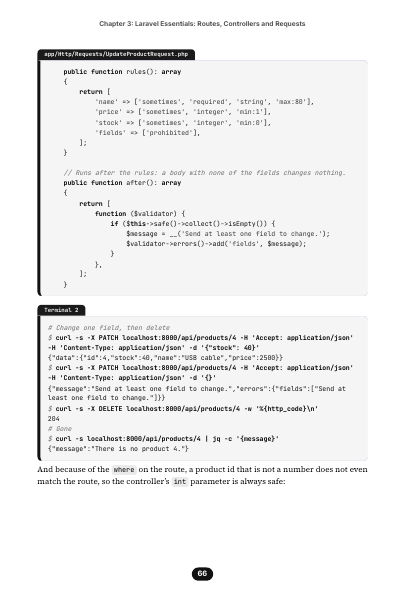 Chapter 3: Laravel Essentials: Routes, Controllers and Requests
app/Http/Requests/UpdateProductRequest.php
public function rules(): array
{
return [
'name' => ['sometimes', 'required', 'string', 'max:80'],
'price' => ['sometimes', 'integer', 'min:1'],
'stock' => ['sometimes', 'integer', 'min:0'],
'fields' => ['prohibited'],
];
}
// Runs after the rules: a body with none of the fields changes nothing.
public function after(): array
{
return [
function ($validator) {
if ($this->safe()->collect()->isEmpty()) {
$message = __('Send at least one field to change.');
$validator->errors()->add('fields', $message);
}
},
];
}
Terminal 2
# Change one field, then delete
$ curl -s -X PATCH localhost:8000/api/products/4 -H 'Accept: application/json'
-H 'Content-Type: application/json' -d '{"stock": 40}'
{"data":{"id":4,"stock":40,"name":"USB cable","price":2500}}
$ curl -s -X PATCH localhost:8000/api/products/4 -H 'Accept: application/json'
-H 'Content-Type: application/json' -d '{}'
{"message":"Send at least one field to change.","errors":{"fields":["Send at
least one field to change."]}}
$ curl -s -X DELETE localhost:8000/api/products/4 -w '%{http_code}\n'
204
# Gone
$ curl -s localhost:8000/api/products/4 | jq -c '{message}'
{"message":"There is no product 4."}
And because of the where on the route, a product id that is not a number does not even
match the route, so the controller's int parameter is always safe:
66